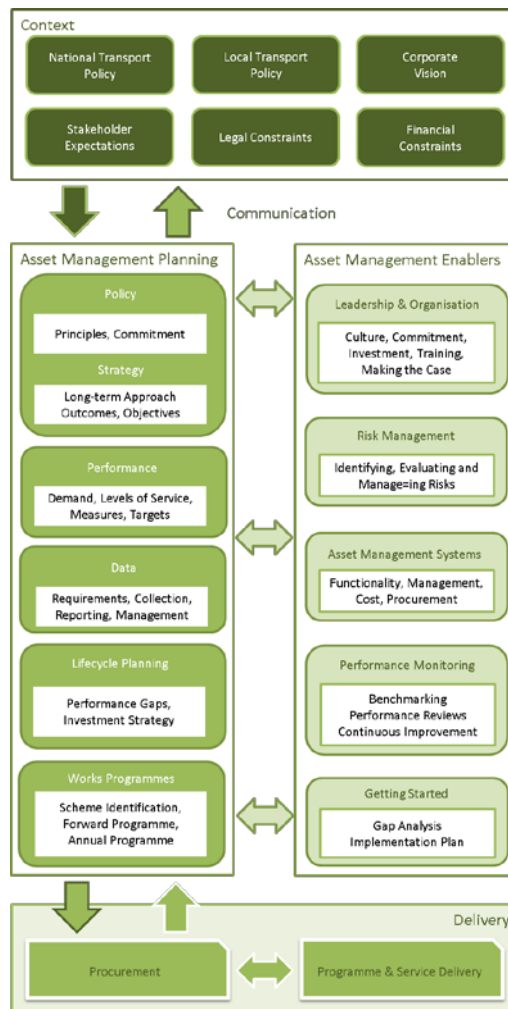 Context
National Transport
Policy
Local Transport
Policy
Corporate
Vision
Stakeholder
Expectations
Legal Constraints
Financial
Constraints
Communication
Asset Management Planning
Policy
Principles, Commitment
Strategy
Long-term Approach
Outcomes, Objectives
Performance
Demand, Levels of Service,
Measures, Targets
Data
Requirements, Collection,
Reporting, Management
Lifecycle Planning
Performance Gaps,
Investment Strategy
Works Programmes
Scheme Identification,
Forward Programme,
Annual Programme
Asset Management Enablers
Leadership & Organisation
Culture, Commitment,
Investment, Training,
Making the Case
Risk Management
Identifying, Evaluating and
Manage=ing Risks
Asset Management Systems
Functionality, Management,
Cost, Procurement
Performance Monitoring
Benchmarking
Performance Reviews
Continuous Improvement
Getting Started
Gap Analysis
Implementation Plan
Delivery
Procurement
Programme & Service Delivery